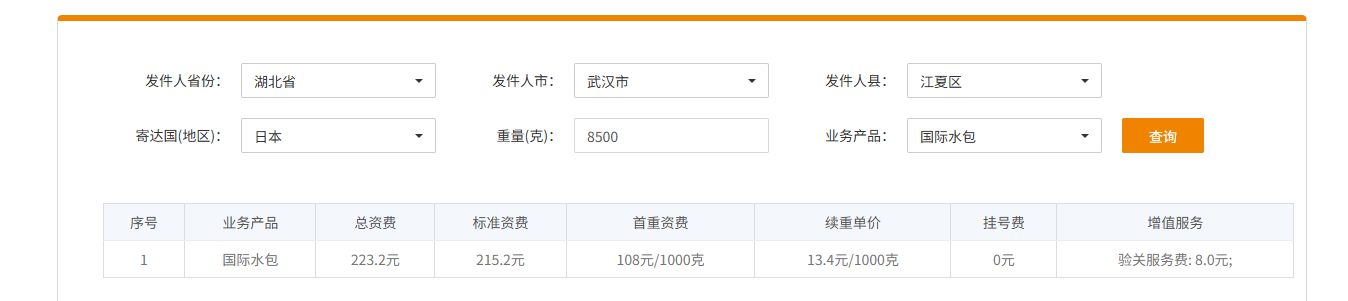 发件人省份： 湖北省 发件人市： 武汉市 发件人县： 江夏区
寄达国(地区)： 日本 重量(克)： 8500 业务产品： 国际水包 查询
序号 业务产品 总资费 标准资费 首重资费 续重单价 挂号费 增值服务
1 国际水包 223.2元 215.2元 108元/1000克 13.4元/1000克 0元 验关服务费: 8.0元;